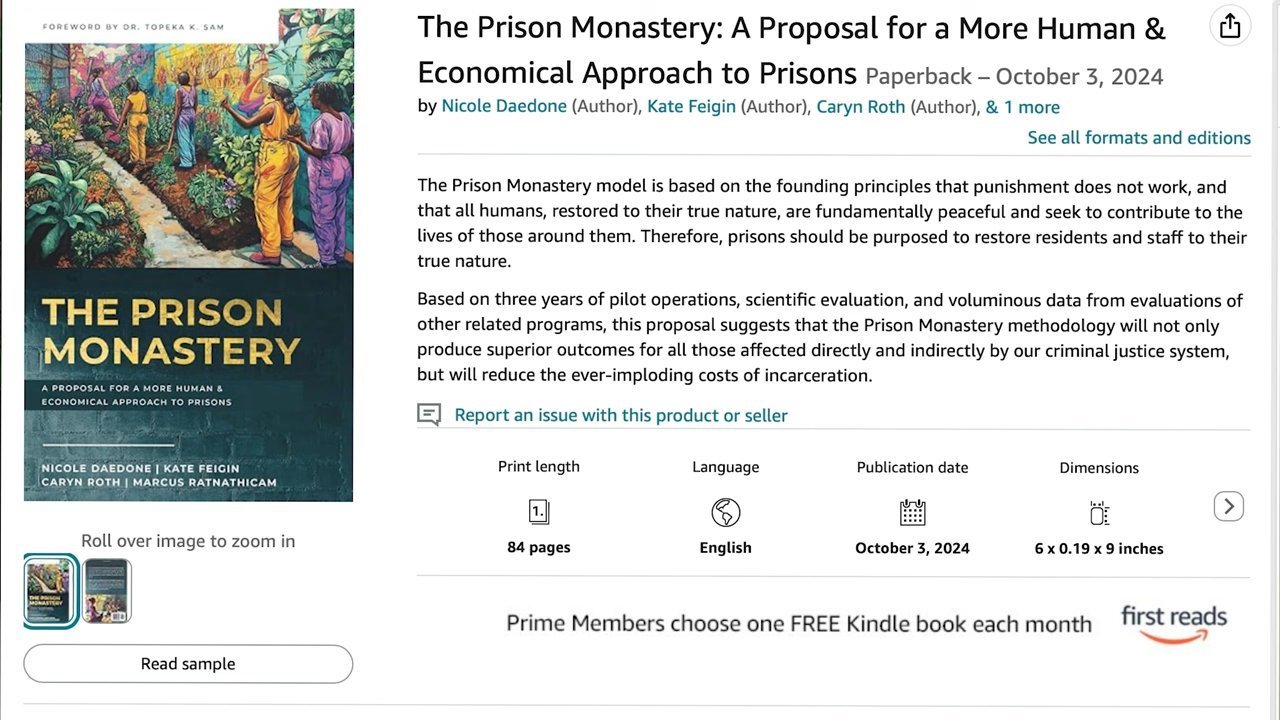 FOREWORD BY DR. TOPEKA K. SAM
THE PRISON
MONASTERY
A PROPOSAL FOR A MORE HUMAN &
ECONOMICAL APPROACH TO PRISONS
NICOLE DAEDONE | KATE FEIGIN
CARYN ROTH | MARCUS RATNATHICAM
Roll over image to zoom in
THE PRISON
MONASTERY
Read sample
The Prison Monastery: A Proposal for a More Human &
Economical Approach to Prisons Paperback – October 3, 2024
by Nicole Daedone (Author), Kate Feigin (Author), Caryn Roth (Author), & 1 more
See all formats and editions
The Prison Monastery model is based on the founding principles that punishment does not work, and
that all humans, restored to their true nature, are fundamentally peaceful and seek to contribute to the
lives of those around them. Therefore, prisons should be purposed to restore residents and staff to their
true nature.
Based on three years of pilot operations, scientific evaluation, and voluminous data from evaluations of
other related programs, this proposal suggests that the Prison Monastery methodology will not only
produce superior outcomes for all those affected directly and indirectly by our criminal justice system,
but will reduce the ever-imploding costs of incarceration.
Report an issue with this product or seller
Print length Language Publication date Dimensions
1.
84 pages English October 3, 2024 6 x 0.19 x 9 inches
Prime Members choose one FREE Kindle book each month first reads